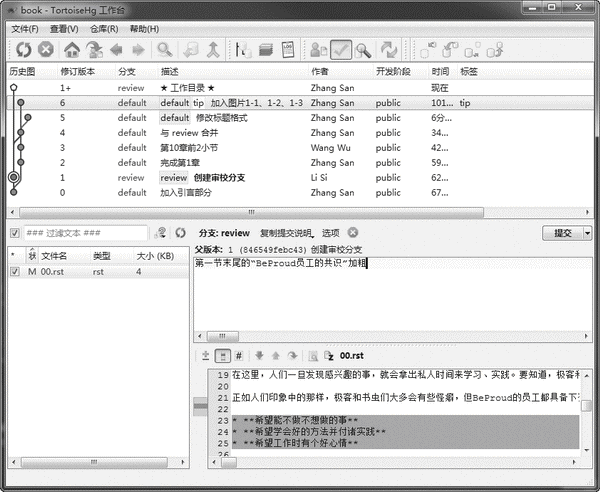 book - TortoiseHg 工作台
文件(F) 查看(V) 仓库(R) 帮助(H)
历史图 修订版本 分支 描述 作者 开发阶段 时间 标签
1+ review ★ 工作目录 ★ Zhang San 现在
6 default default tip 加入图片1-1、1-2、1-3 Zhang San public 101... tip
5 default default 修改标题格式 Zhang San public 6分...
4 default 与 review 合并 Zhang San public 34...
3 default 第10章前2小节 Wang Wu public 42...
2 default 完成第1章 Zhang San public 59...
1 review review 创建审校分支 Li Si public 62...
0 default 加入引言部分 Zhang San public 67...
### 过滤文本 ### 分支: review 复制提交说明 选项 提交
* 状 文件名 类型 大小 (KB)
M 00.rst rst 4
父版本: 1 (846549febc43) 创建审校分支
第一节末尾的“BeProud员工的共识”加粗
00.rst
19 在这里，人们一旦发现感兴趣的事，就会拿出私人时间来学习、实践。要知道，极客和
20
21 正如人们印象中的那样，极客和书虫们大多会有些怪癖，但BeProud的员工都具备下
22
23 * **希望能不做不想做的事**
24 * **希望学会好的方法并付诸实践**
25 * **希望工作时有个好心情**
26